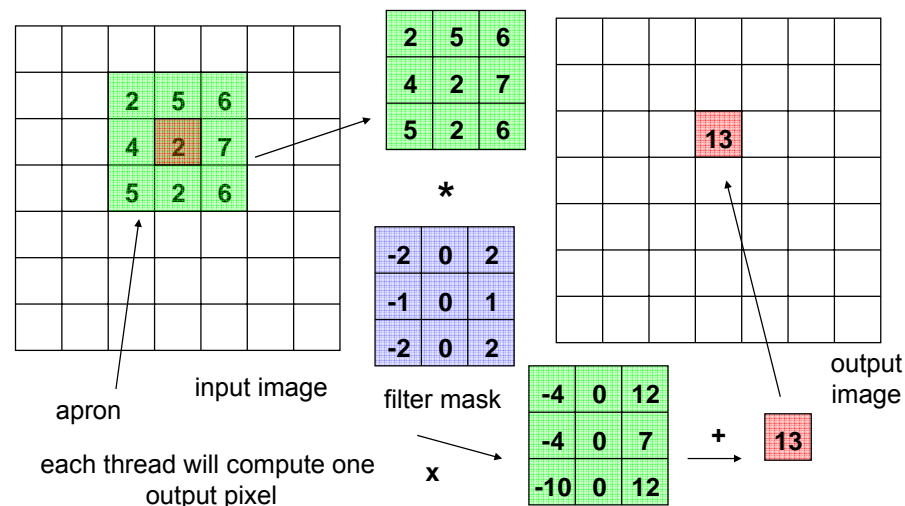 2 5 6
4 2 7
5 2 6
input image
apron
each thread will compute one
output pixel
2 5 6
4 2 7
5 2 6
*
-2 0 2
-1 0 1
-2 0 2
filter mask
x
-4 0 12
-4 0 7
-10 0 12
+
13
13
output
image